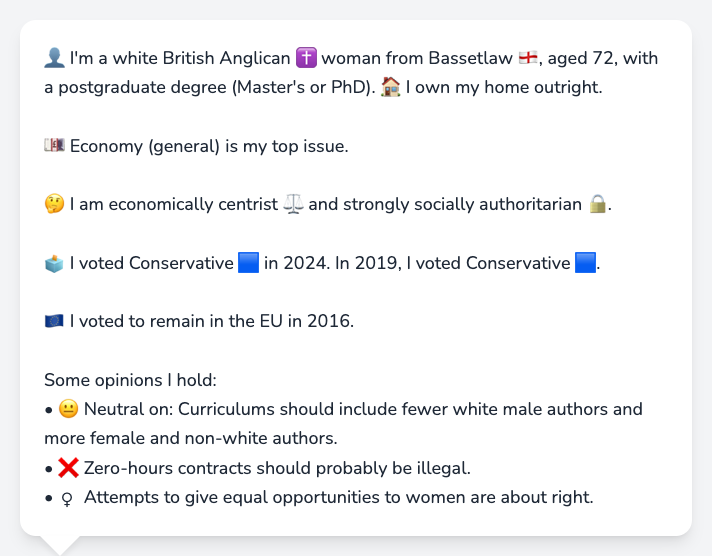 👤 I'm a white British Anglican ✝️ woman from Bassetlaw 🏴󠁧󠁢󠁥󠁮󠁧󠁿, aged 72, with
a postgraduate degree (Master's or PhD). 🏠 I own my home outright.
💷 Economy (general) is my top issue.
🤔 I am economically centrist ⚖️ and strongly socially authoritarian 🔒.
🗳️ I voted Conservative 🟦 in 2024. In 2019, I voted Conservative 🟦.
🇪🇺 I voted to remain in the EU in 2016.
Some opinions I hold:
• 😐 Neutral on: Curriculums should include fewer white male authors and
more female and non-white authors.
• ❌ Zero-hours contracts should probably be illegal.
• ♀ Attempts to give equal opportunities to women are about right.